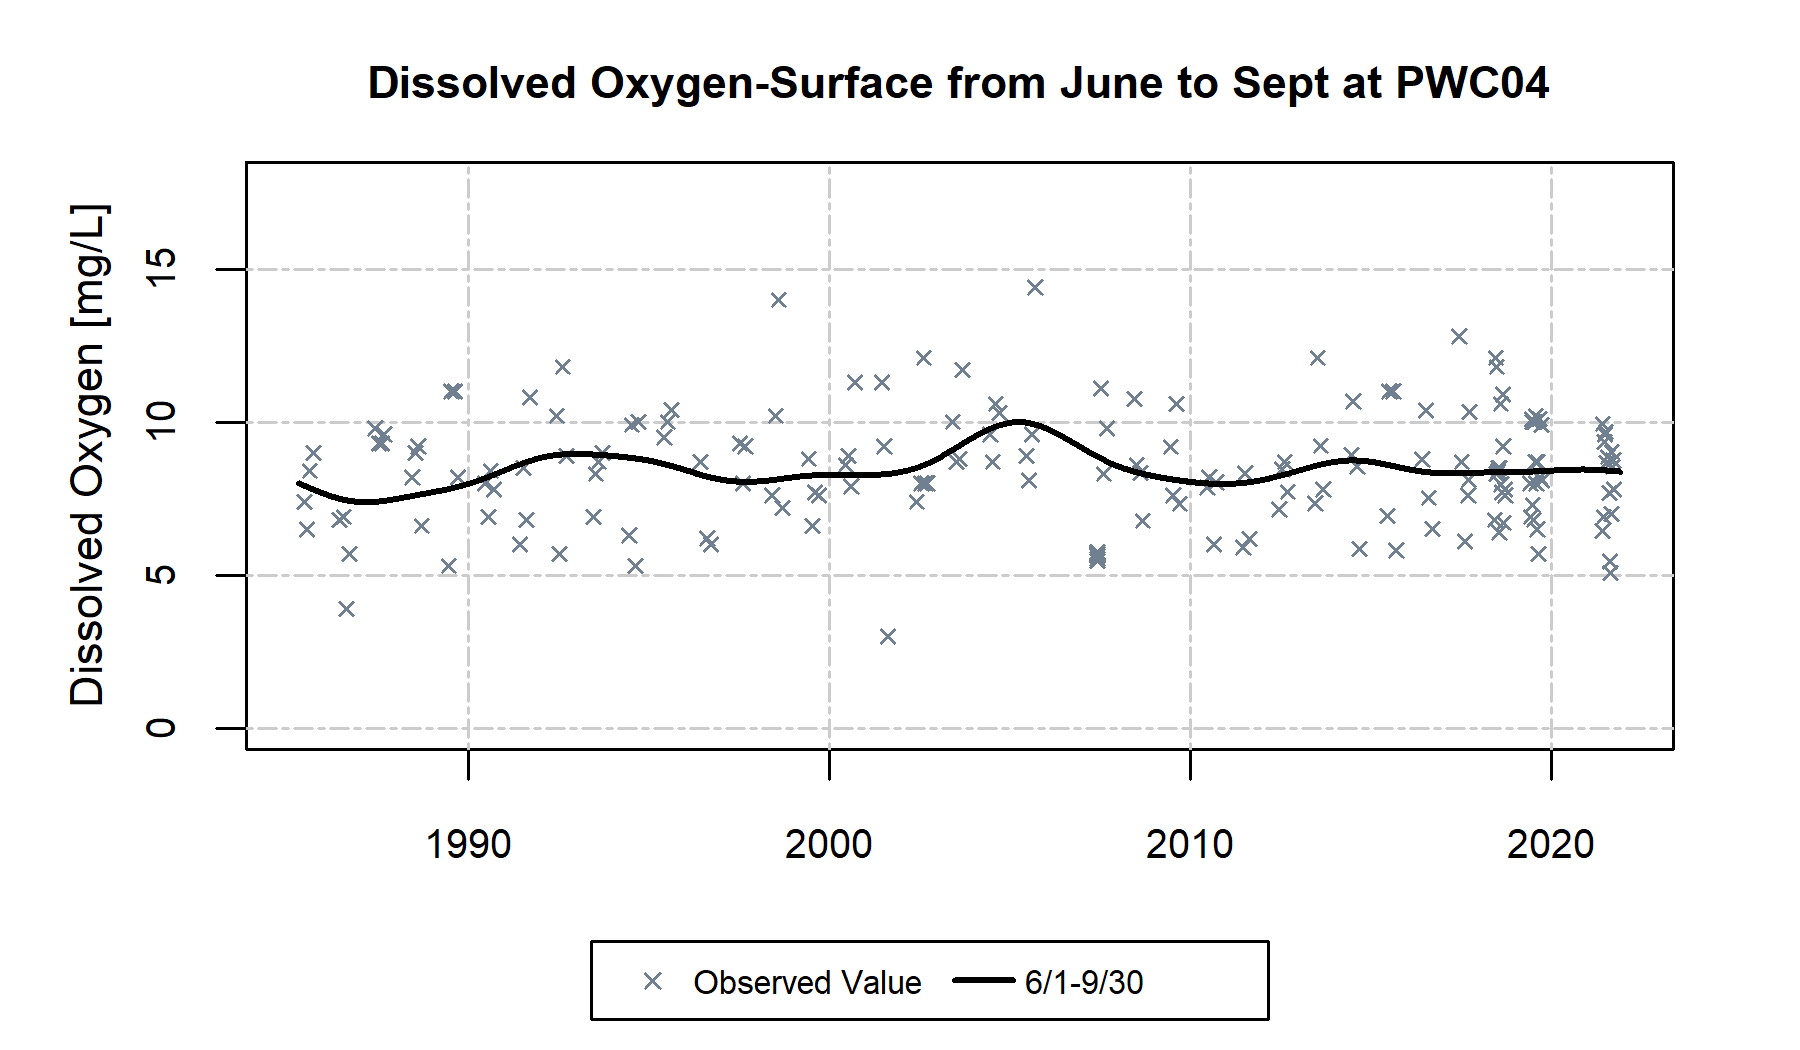 Dissolved Oxygen-Surface from June to Sept at PWC04
Dissolved Oxygen [mg/L]
15
10
5
0
1990 2000 2010 2020
Observed Value 6/1-9/30